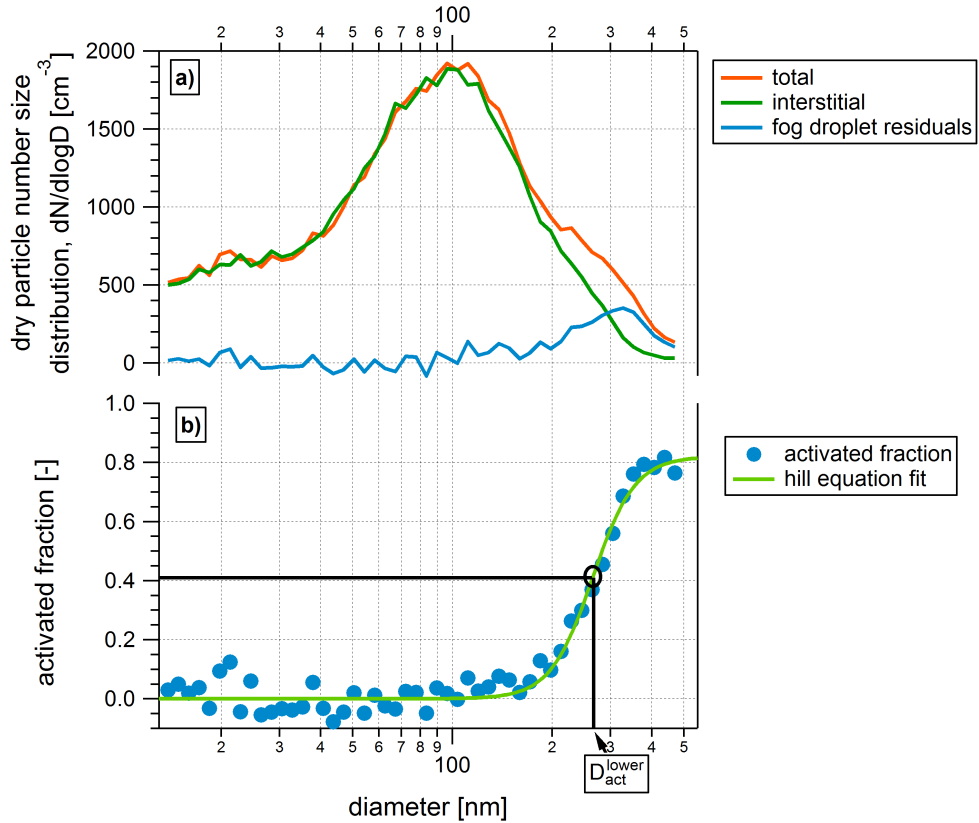 100
2 3 4 5 6 7 8 9 2 3 4 5
2000
1500
1000
500
0
dry particle number size
distribution, dN/dlogD [cm⁻³]
a)
total
interstitial
fog droplet residuals
1.0
0.8
0.6
0.4
0.2
0.0
activated fraction [-]
b)
activated fraction
hill equation fit
2 3 4 5 6 7 8 9 2 3 4 5
100
D_act^lower
diameter [nm]